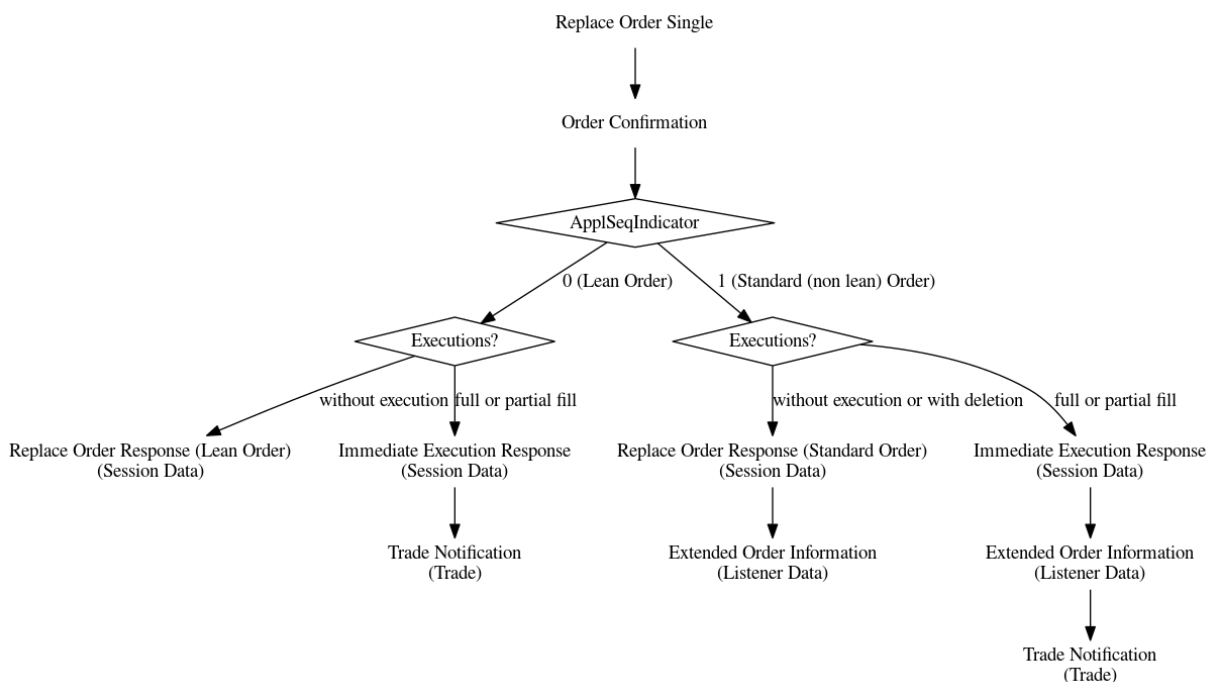 Replace Order Single
Order Confirmation
ApplSeqIndicator
0 (Lean Order)
1 (Standard (non lean) Order)
Executions?
Executions?
without execution
full or partial fill
without execution or with deletion
full or partial fill
Replace Order Response (Lean Order)
(Session Data)
Immediate Execution Response
(Session Data)
Replace Order Response (Standard Order)
(Session Data)
Immediate Execution Response
(Session Data)
Trade Notification
(Trade)
Extended Order Information
(Listener Data)
Extended Order Information
(Listener Data)
Trade Notification
(Trade)